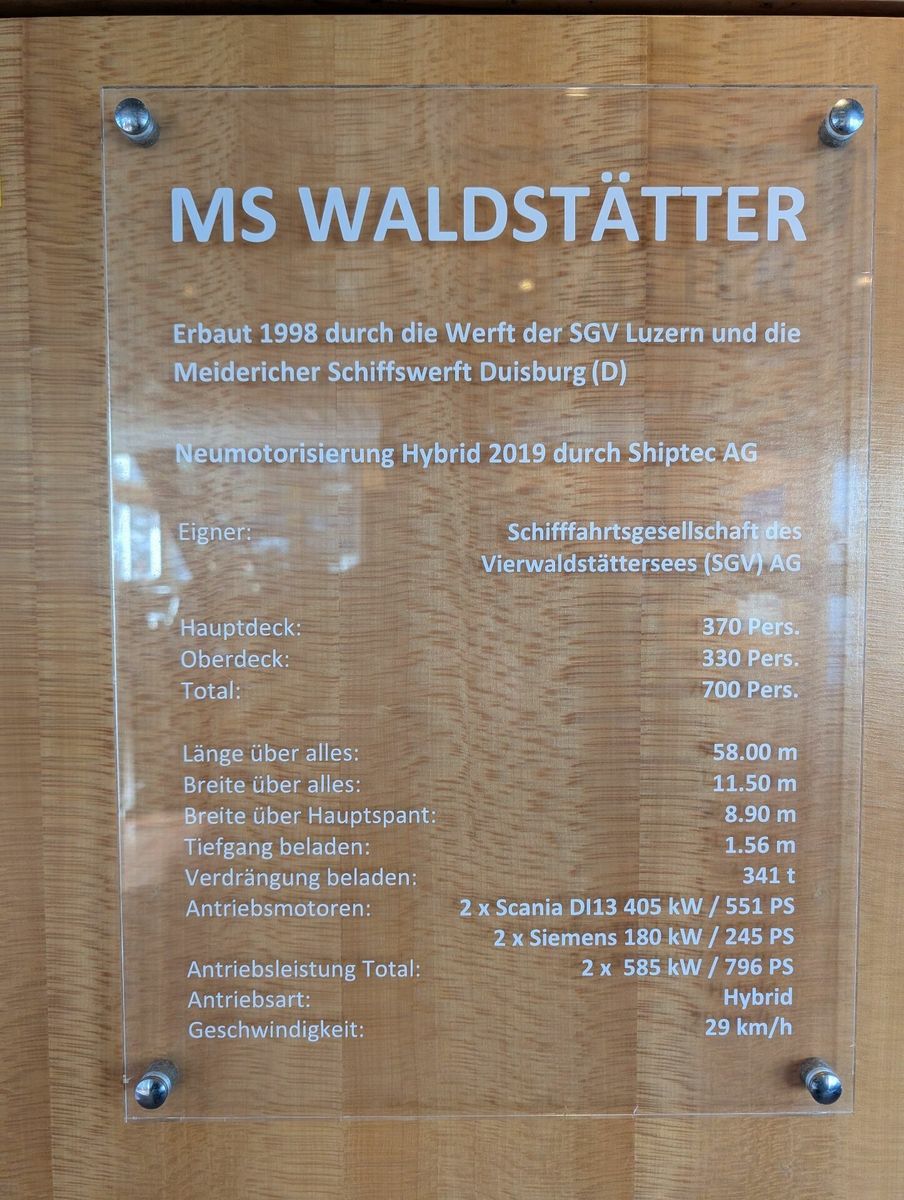 MS WALDSTÄTTER
Erbaut 1998 durch die Werft der SGV Luzern und die
Meidericher Schiffswerft Duisburg (D)
Neumotorisierung Hybrid 2019 durch Shiptec AG
Eigner: Schifffahrtsgesellschaft des
Vierwaldstättersees (SGV) AG
Hauptdeck: 370 Pers.
Oberdeck: 330 Pers.
Total: 700 Pers.
Länge über alles: 58.00 m
Breite über alles: 11.50 m
Breite über Hauptspant: 8.90 m
Tiefgang beladen: 1.56 m
Verdrängung beladen: 341 t
Antriebsmotoren: 2 x Scania DI13 405 kW / 551 PS
2 x Siemens 180 kW / 245 PS
Antriebsleistung Total: 2 x 585 kW / 796 PS
Antriebsart: Hybrid
Geschwindigkeit: 29 km/h